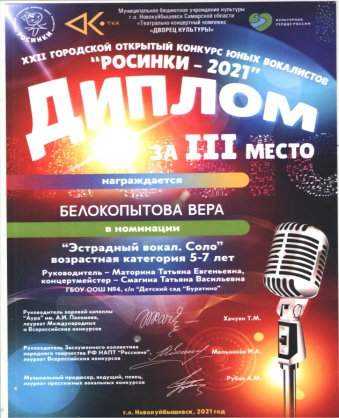 РОСИНКИ
ТКК
Муниципальное бюджетное учреждение культуры
г.о. Новокуйбышевск Самарской области
«Театрально-концертный комплекс
«ДВОРЕЦ КУЛЬТУРЫ»
КУЛЬТУРНОЕ
СЕРДЦЕ РОССИИ
XXII ГОРОДСКОЙ ОТКРЫТЫЙ КОНКУРС ЮНЫХ ВОКАЛИСТОВ
"РОСИНКИ - 2021"
ДИПЛОМ
ЗА III МЕСТО
награждается
БЕЛОКОПЫТОВА ВЕРА
в номинации
"Эстрадный вокал. Соло"
возрастная категория 5-7 лет
Руководитель – Маторина Татьяна Евгеньевна,
концертмейстер – Смагина Татьяна Васильевна
ГБОУ ООШ №4, с/п "Детский сад "Буратино"
Руководитель хоровой капеллы
"Аура" им. А.И.
лауреат Международных
и Всероссийских конкурсов
Хачуян Т.М.
Руководитель Заслуженного коллектива
народного творчества РФ НАПТ "Россинка",
лауреат Всероссийских конкурсов
Мельникова И.А.
Музыкальный продюсер, ведущий, певец,
лауреат престижных вокальных конкурсов
Рубан А.М.
г.о. Новокуйбышевск, 2021 год